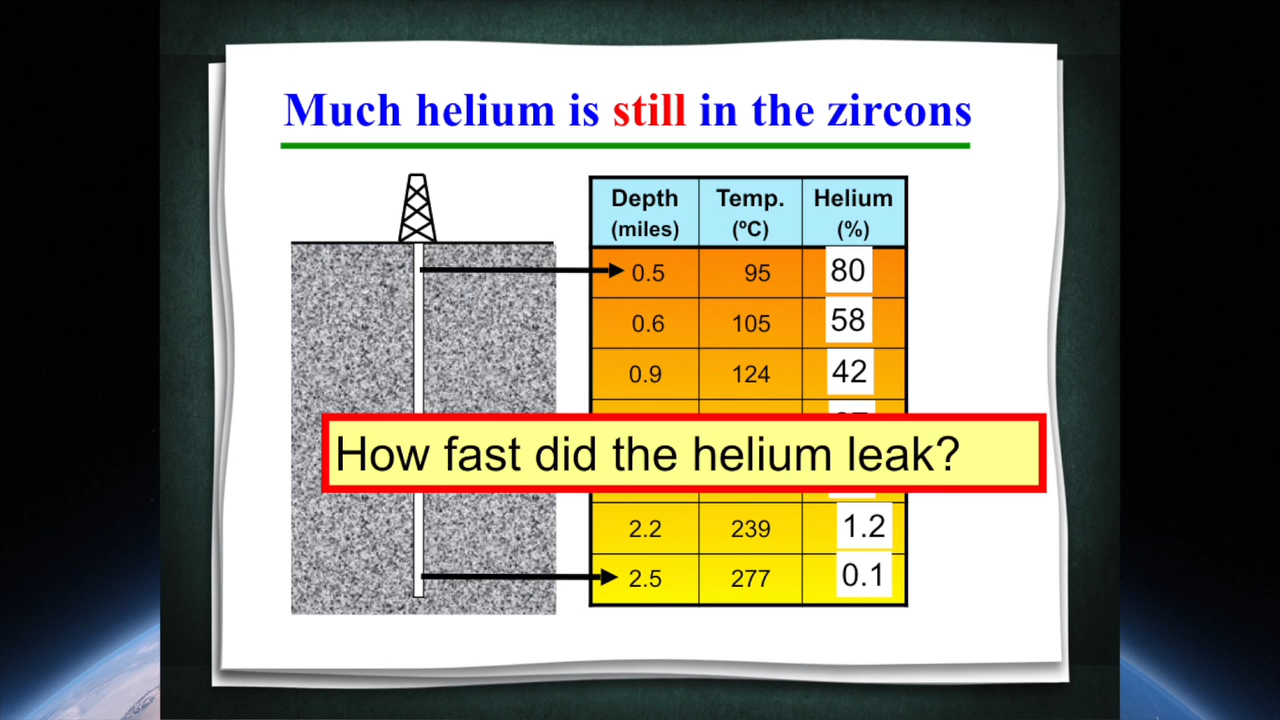 Much helium is still in the zircons
Depth Temp. Helium
(miles) (ºC) (%)
0.5 95 80
0.6 105 58
0.9 124 42
How fast did the helium leak?
2.2 239 1.2
2.5 277 0.1